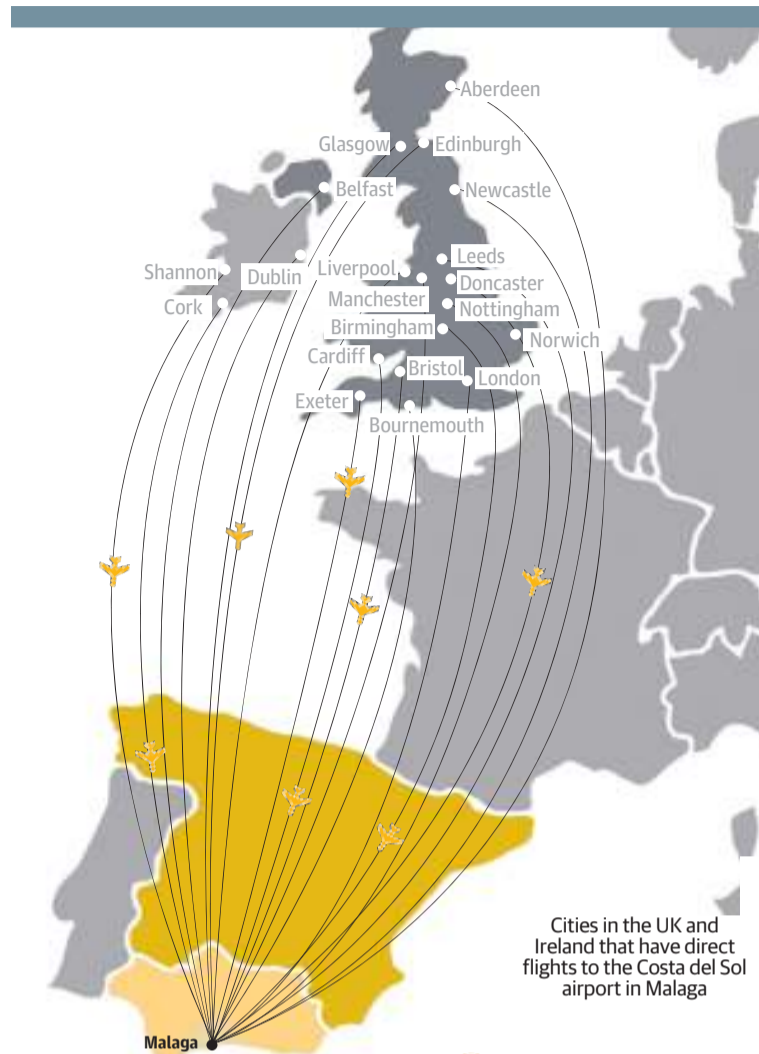 Aberdeen
Glasgow
Edinburgh
Belfast
Newcastle
Leeds
Shannon
Dublin
Liverpool
Doncaster
Manchester
Cork
Nottingham
Birmingham
Norwich
Cardiff
Bristol
London
Exeter
Bournemouth
Cities in the UK and
Ireland that have direct
flights to the Costa del Sol
airport in Malaga
Malaga